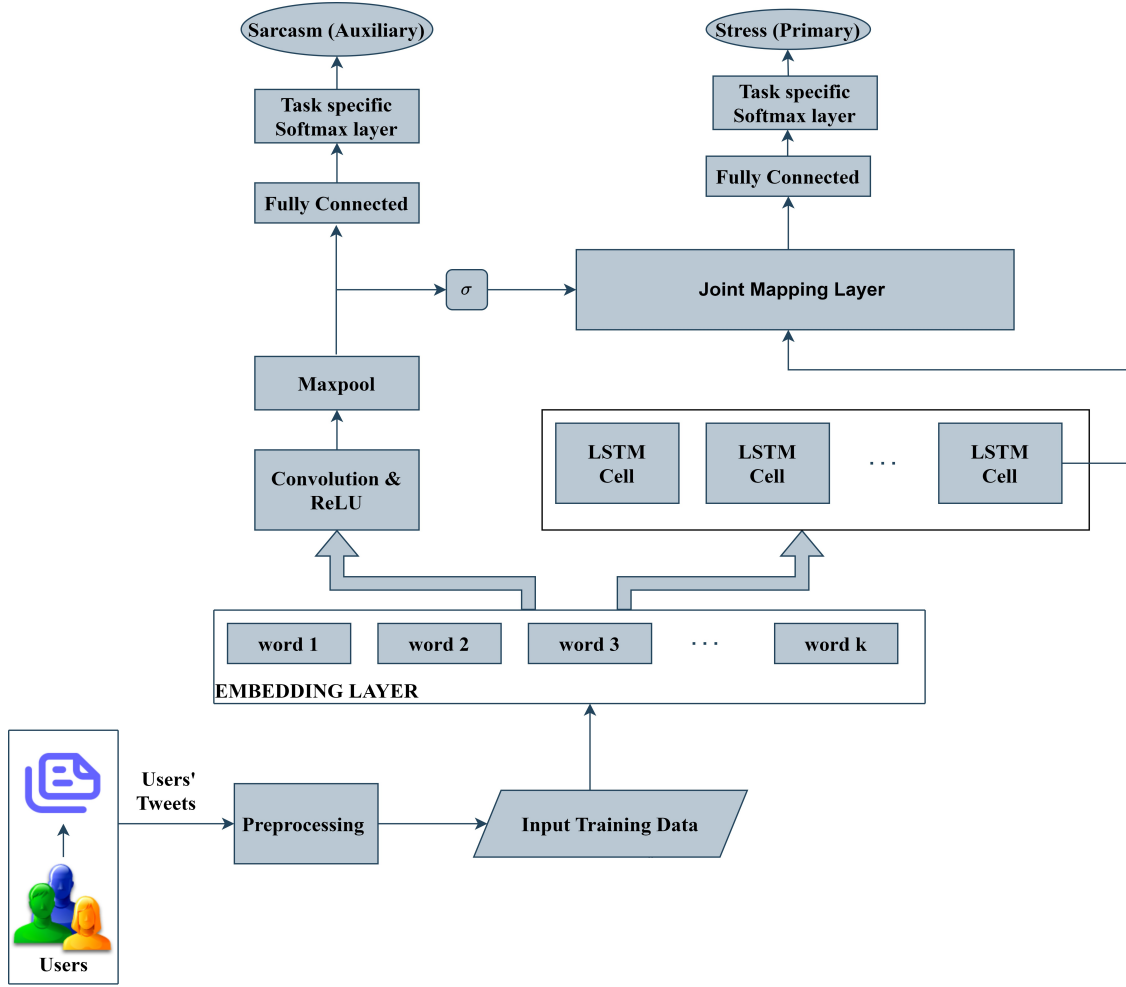 Sarcasm (Auxiliary)
Stress (Primary)
Task specific
Softmax layer
Task specific
Softmax layer
Fully Connected
Fully Connected
σ
Joint Mapping Layer
Maxpool
Convolution &
ReLU
LSTM
Cell
LSTM
Cell
...
LSTM
Cell
word 1
word 2
word 3
...
word k
EMBEDDING LAYER
Users'
Tweets
Preprocessing
Input Training Data
Users